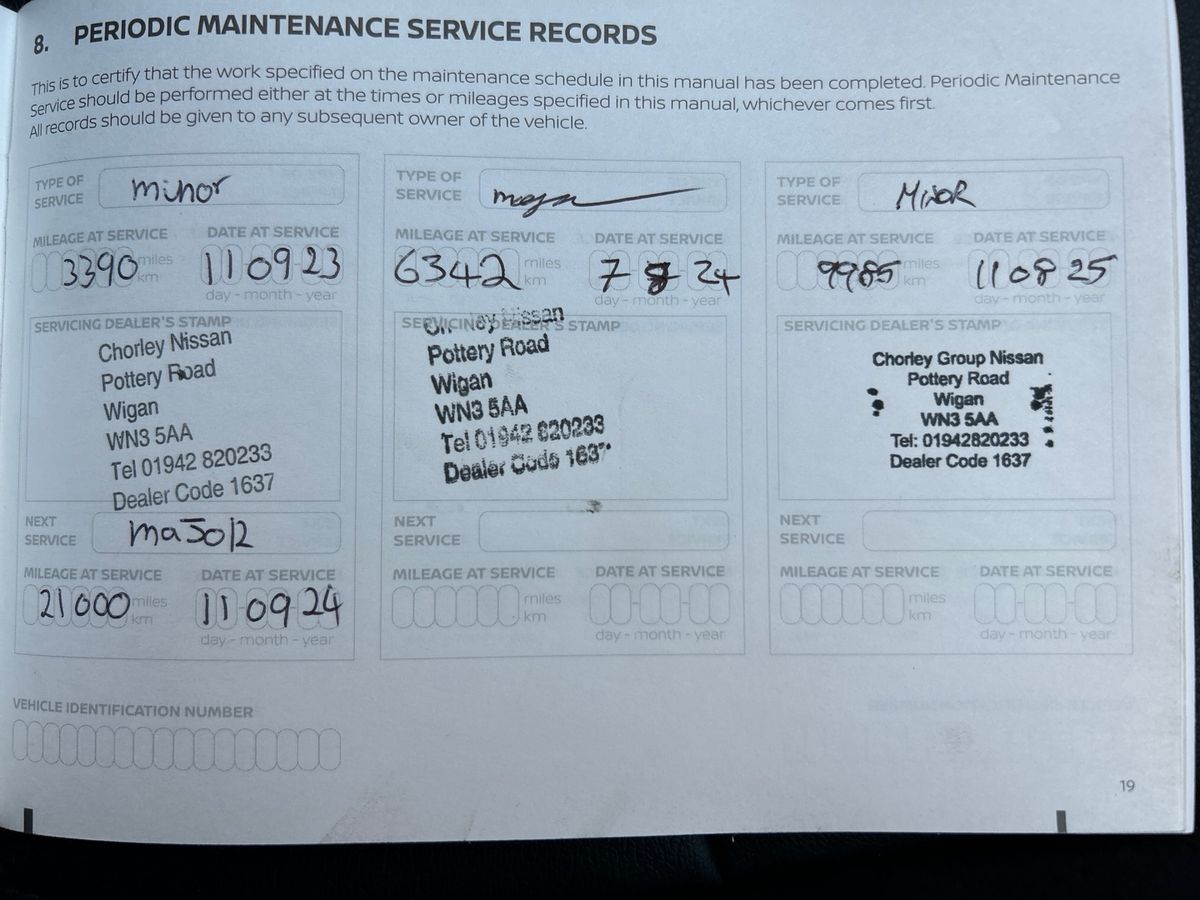 8. PERIODIC MAINTENANCE SERVICE RECORDS
This is to certify that the work specified on the maintenance schedule in this manual has been completed. Periodic Maintenance
Service should be performed either at the times or mileages specified in this manual, whichever comes first.
All records should be given to any subsequent owner of the vehicle.
TYPE OF
SERVICE minor
MILEAGE AT SERVICE DATE AT SERVICE
3390 miles 11 09 23
km
day - month - year
SERVICING DEALER'S STAMP
Chorley Nissan
Pottery Road
Wigan
WN3 5AA
Tel 01942 820233
Dealer Code 1637
NEXT
SERVICE maJoR
MILEAGE AT SERVICE DATE AT SERVICE
21000 miles 11 09 24
km
day - month - year
TYPE OF
SERVICE
MILEAGE AT SERVICE DATE AT SERVICE
6342 miles 7 8 24
km
day - month - year
SERVICING DEALER'S STAMP
Chorley Nissan
Pottery Road
Wigan
WN3 5AA
Tel 01942 820233
Dealer Code 1637
NEXT
SERVICE
MILEAGE AT SERVICE DATE AT SERVICE
miles
km
day - month - year
TYPE OF
SERVICE MINOR
MILEAGE AT SERVICE DATE AT SERVICE
9985 miles 11 08 25
km
day - month - year
SERVICING DEALER'S STAMP
Chorley Group Nissan
Pottery Road
Wigan
WN3 5AA
Tel: 01942820233
Dealer Code 1637
NEXT
SERVICE
MILEAGE AT SERVICE DATE AT SERVICE
miles
km
day - month - year
VEHICLE IDENTIFICATION NUMBER
19